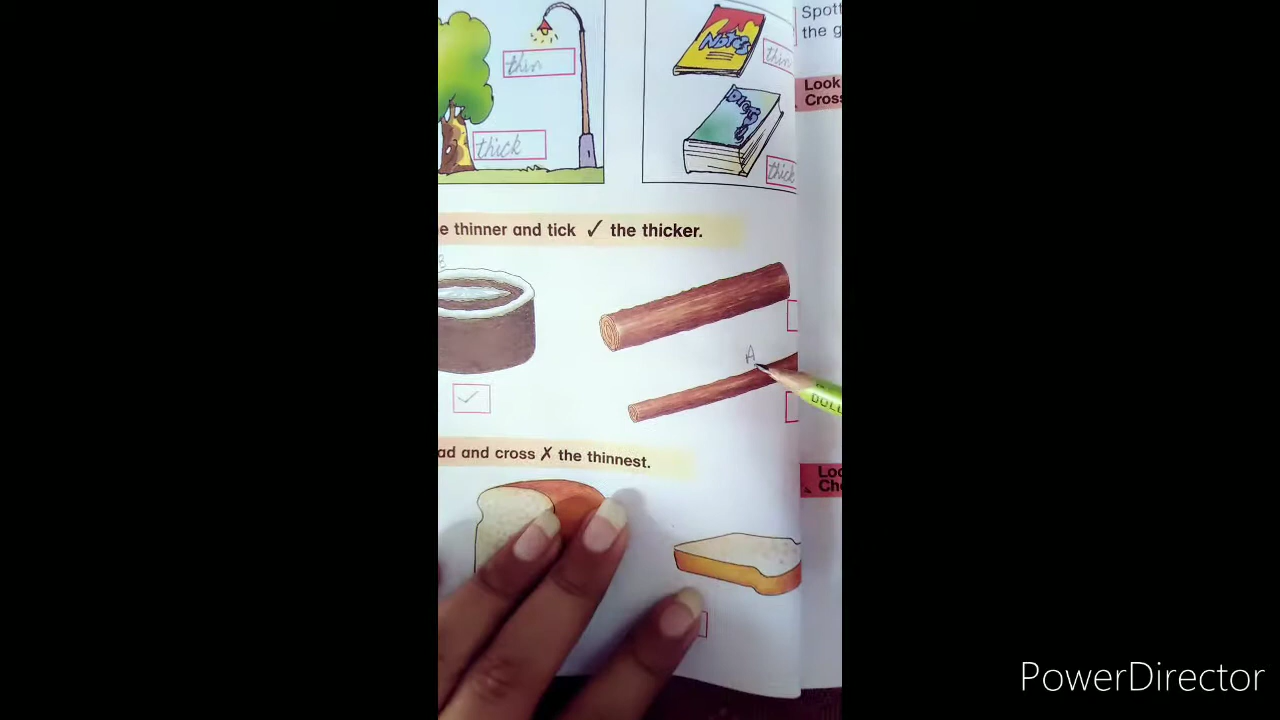 Spott
the g
NOTES
thin
thin
Look
Cross
thick
thick
e thinner and tick ✓ the thicker.
B
A
ad and cross ✗ the thinnest.
Loo
Che
PowerDirector